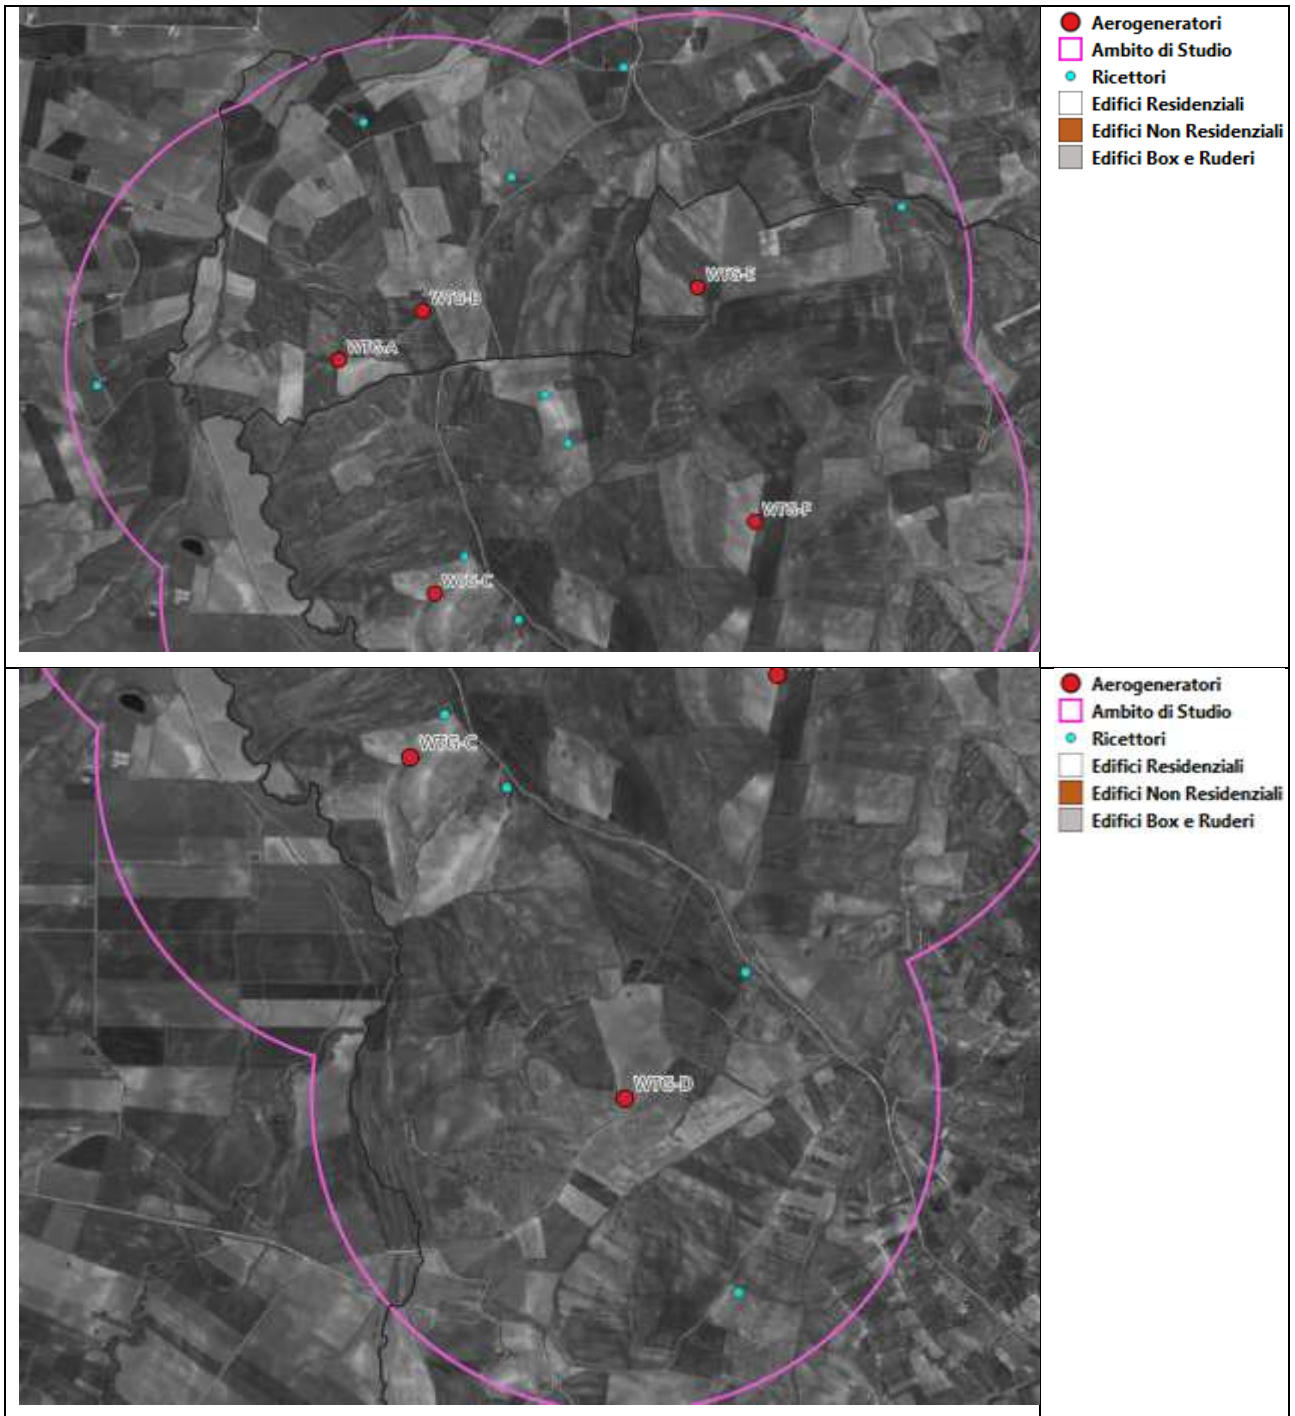 Aerogeneratori
Ambito di Studio
Ricettori
Edifici Residenziali
Edifici Non Residenziali
Edifici Box e Ruderi
WTG-E
WTG-B
WTG-A
WTG-F
WTG-C
Aerogeneratori
Ambito di Studio
Ricettori
Edifici Residenziali
Edifici Non Residenziali
Edifici Box e Ruderi
WTG-C
WTG-D